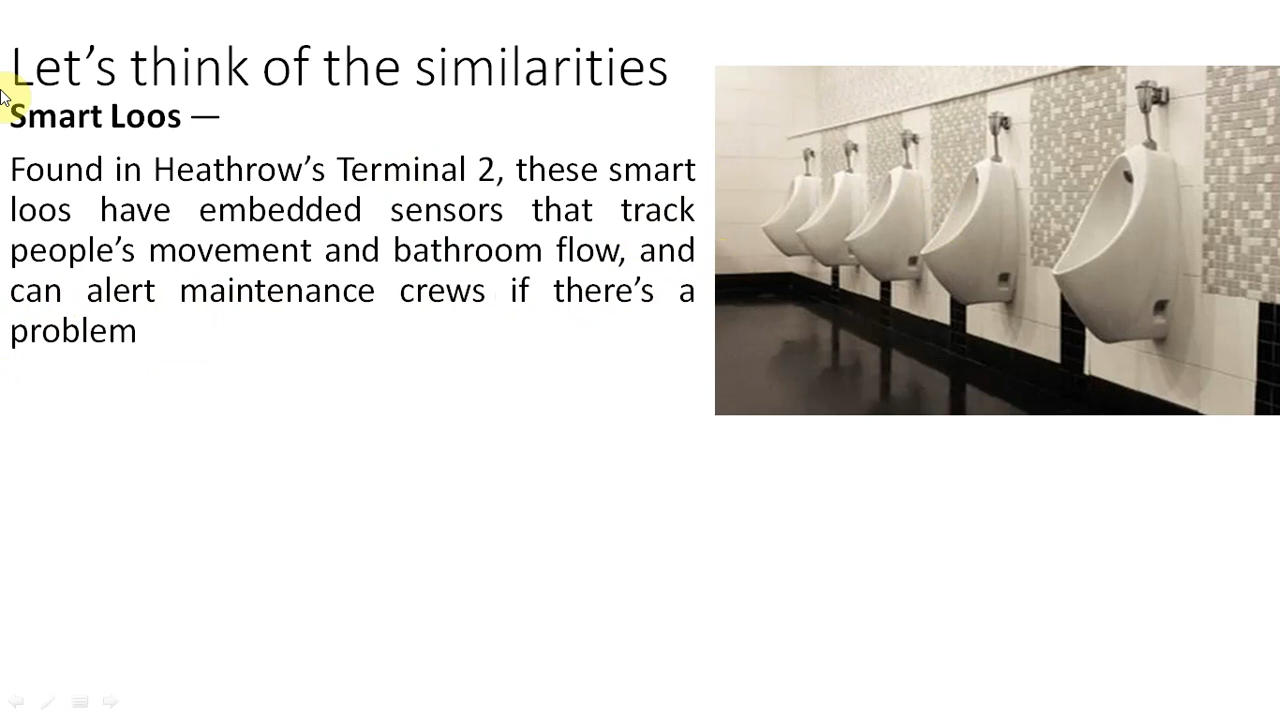 Let’s think of the similarities
Smart Loos —
Found in Heathrow’s Terminal 2, these smart
loos have embedded sensors that track
people’s movement and bathroom flow, and
can alert maintenance crews if there’s a
problem